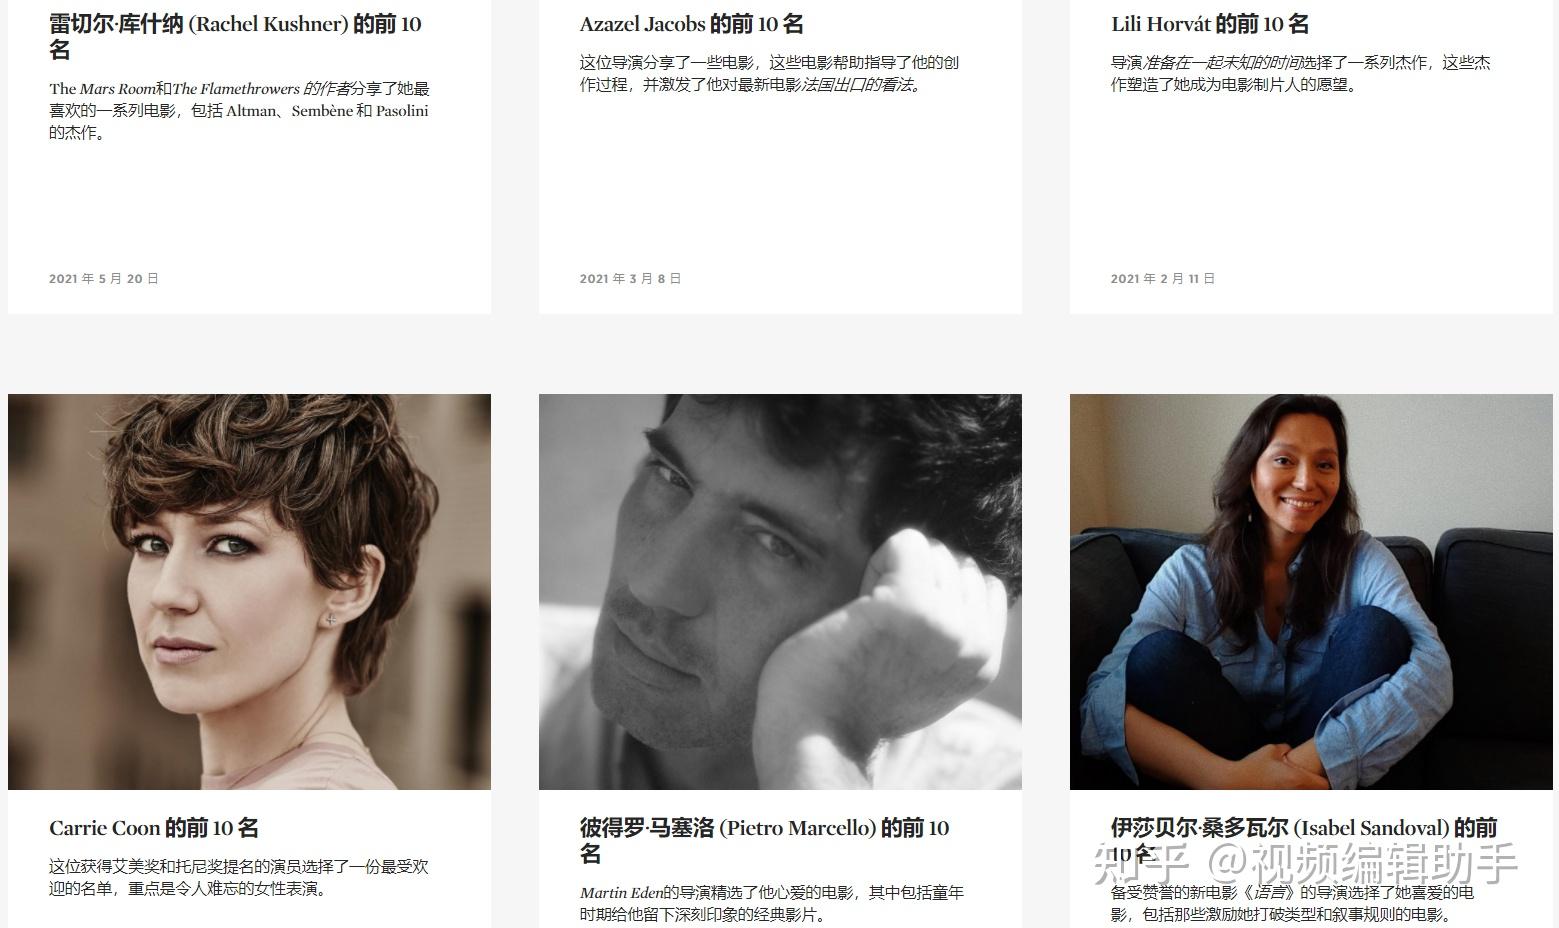 雷切尔·库什纳 (Rachel Kushner) 的前 10
名
The Mars Room和The Flamethrowers 的作者分享了她最
喜欢的一系列电影，包括 Altman、Sembène 和 Pasolini
的杰作。
2021 年 5 月 20 日
Azazel Jacobs 的前 10 名
这位导演分享了一些电影，这些电影帮助指导了他的创
作过程，并激发了他对最新电影法国出口的看法。
2021 年 3 月 8 日
Lili Horvát 的前 10 名
导演准备在一起未知的时间选择了一系列杰作，这些杰
作塑造了她成为电影制片人的愿望。
2021 年 2 月 11 日
Carrie Coon 的前 10 名
这位获得艾美奖和托尼奖提名的演员选择了一份最受欢
迎的名单，重点是令人难忘的女性表演。
彼得罗·马塞洛 (Pietro Marcello) 的前 10
名
Martin Eden的导演精选了他心爱的电影，其中包括童年
时期给他留下深刻印象的经典影片。
伊莎贝尔·桑多瓦尔 (Isabel Sandoval) 的前
10 名
备受赞誉的新电影《语言》的导演选择了她喜爱的电
影，包括那些激励她打破类型和叙事规则的电影。
知乎 @视频编辑助手